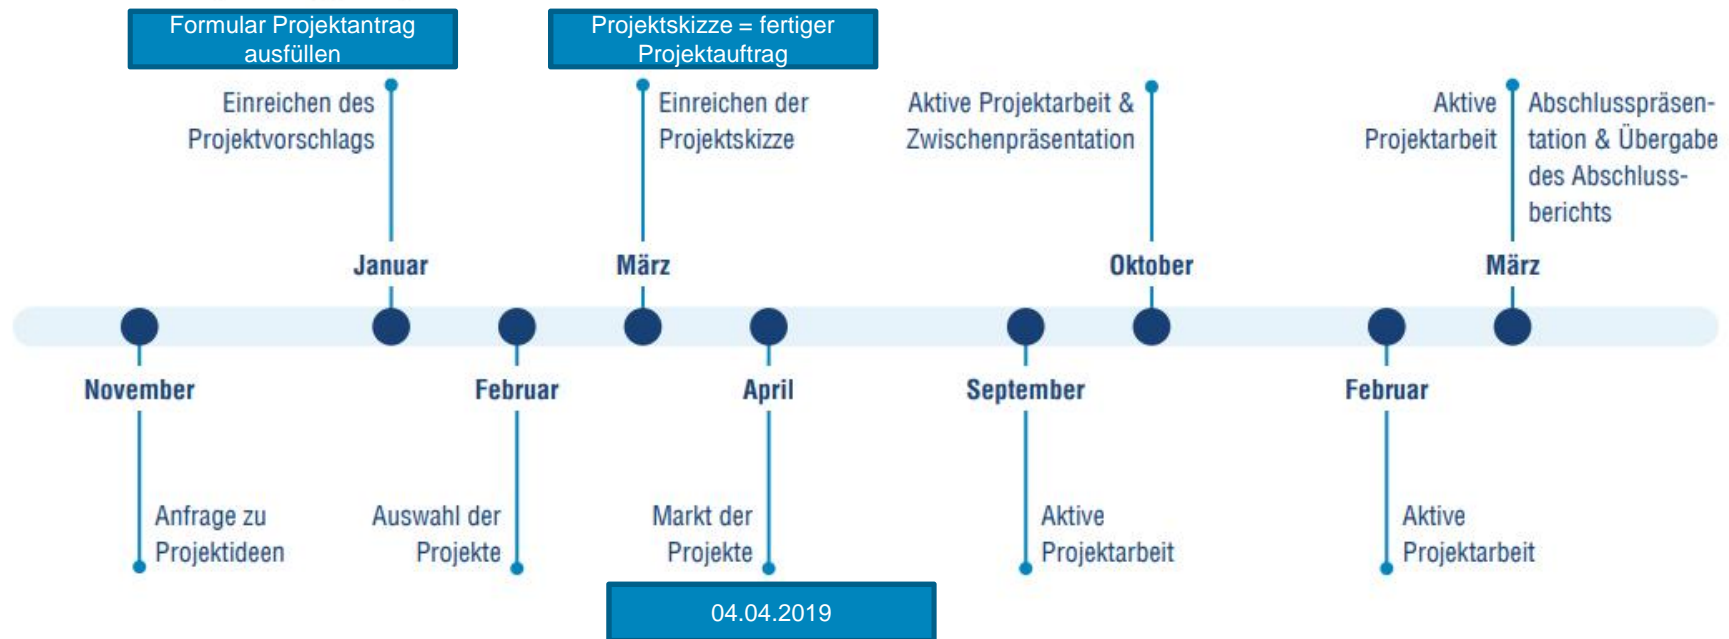 Formular Projektantrag
ausfüllen
Projektskizze = fertiger
Projektauftrag
Einreichen des
Projektvorschlags
Einreichen der
Projektskizze
Aktive Projektarbeit &
Zwischenpräsentation
Aktive
Projektarbeit
Abschlusspräsen-
tation & Übergabe
des Abschluss-
berichts
Januar
März
Oktober
März
November
Februar
April
September
Februar
Anfrage zu
Projektideen
Auswahl der
Projekte
Markt der
Projekte
Aktive
Projektarbeit
Aktive
Projektarbeit
04.04.2019